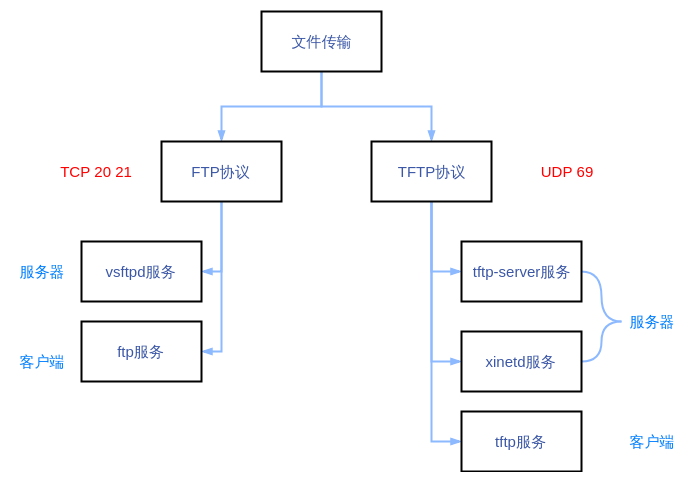 文件传输
TCP 20 21
FTP协议
TFTP协议
UDP 69
服务器
vsftpd服务
tftp-server服务
服务器
客户端
ftp服务
xinetd服务
tftp服务
客户端